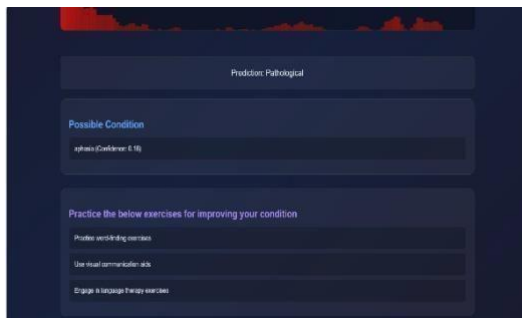 Prediction: Pathological
Possible Condition
aphasia (Confidence: 0.18)
Practice the below exercises for improving your condition
Practice word-finding exercises
Use visual communication aids
Engage in language therapy exercises